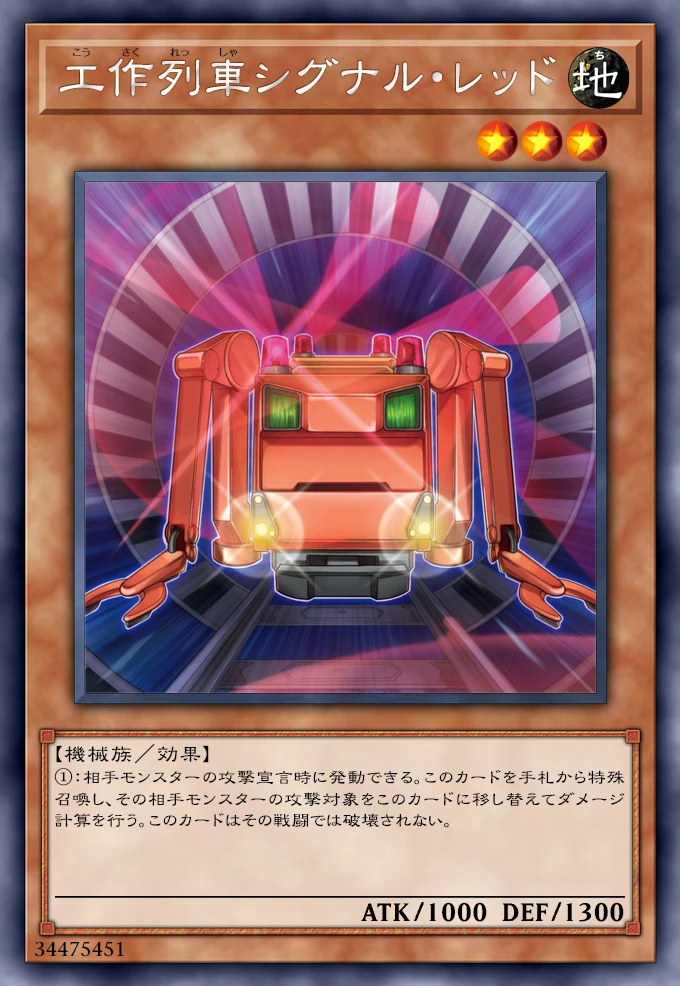 こう さく れっ しゃ
工作列車シグナル・レッド
ち
地
【機械族/効果】
①:相手モンスターの攻撃宣言時に発動できる。このカードを手札から特殊
召喚し、その相手モンスターの攻撃対象をこのカードに移し替えてダメージ
計算を行う。このカードはその戦闘では破壊されない。
ATK/1000 DEF/1300
34475451